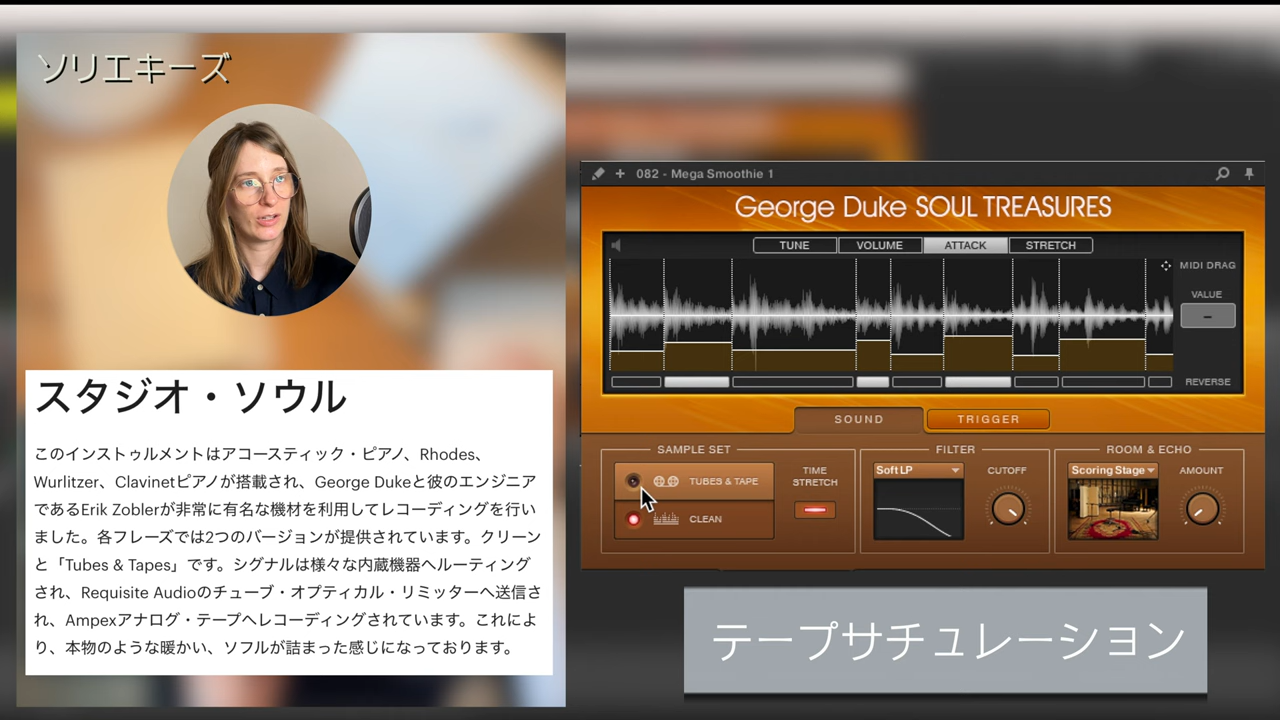 ソリエキーズ
スタジオ・ソウル
このインストゥルメントはアコースティック・ピアノ、Rhodes、
Wurlitzer、Clavinetピアノが搭載され、George Dukeと彼のエンジニア
であるErik Zoblerが非常に有名な機材を利用してレコーディングを行い
ました。各フレーズでは2つのバージョンが提供されています。クリーン
と「Tubes & Tapes」です。シグナルは様々な内蔵機器へルーティング
され、Requisite Audioのチューブ・オプティカル・リミッターへ送信さ
れ、Ampexアナログ・テープへレコーディングされています。これによ
り、本物のような暖かい、ソフルが詰まった感じになっております。
082 - Mega Smoothie 1
George Duke SOUL TREASURES
TUNE VOLUME ATTACK STRETCH
MIDI DRAG
VALUE
–
REVERSE
SOUND TRIGGER
SAMPLE SET
TUBES & TAPE
CLEAN
TIME
STRETCH
FILTER
Soft LP
CUTOFF
ROOM & ECHO
Scoring Stage
AMOUNT
テープサチュレーション